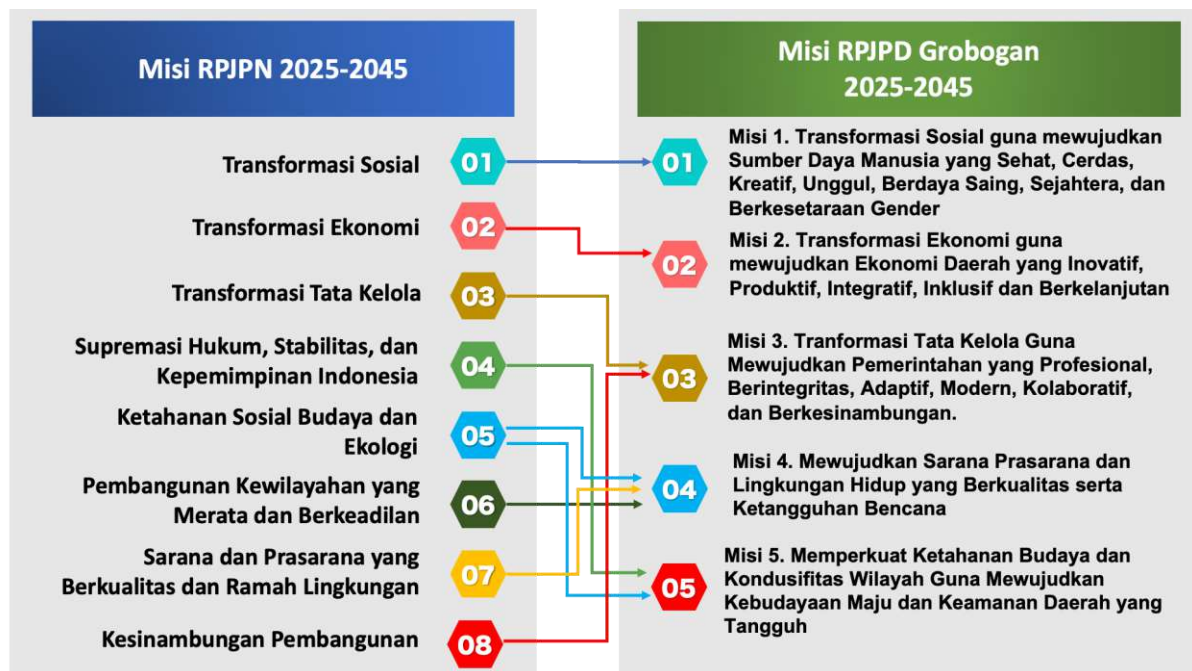 Misi RPJPN 2025-2045
Transformasi Sosial
01
Transformasi Ekonomi
02
Transformasi Tata Kelola
03
Supremasi Hukum, Stabilitas, dan
Kepemimpinan Indonesia
04
Ketahanan Sosial Budaya dan
Ekologi
05
Pembangunan Kewilayahan yang
Merata dan Berkeadilan
06
Sarana dan Prasarana yang
Berkualitas dan Ramah Lingkungan
07
Kesinambungan Pembangunan
08
Misi RPJPD Grobogan
2025-2045
01
Misi 1. Transformasi Sosial guna mewujudkan
Sumber Daya Manusia yang Sehat, Cerdas,
Kreatif, Unggul, Berdaya Saing, Sejahtera, dan
Berkesetaraan Gender
02
Misi 2. Transformasi Ekonomi guna
mewujudkan Ekonomi Daerah yang Inovatif,
Produktif, Integratif, Inklusif dan Berkelanjutan
03
Misi 3. Tranformasi Tata Kelola Guna
Mewujudkan Pemerintahan yang Profesional,
Berintegritas, Adaptif, Modern, Kolaboratif,
dan Berkesinambungan.
04
Misi 4. Mewujudkan Sarana Prasarana dan
Lingkungan Hidup yang Berkualitas serta
Ketangguhan Bencana
05
Misi 5. Memperkuat Ketahanan Budaya dan
Kondusifitas Wilayah Guna Mewujudkan
Kebudayaan Maju dan Keamanan Daerah yang
Tangguh